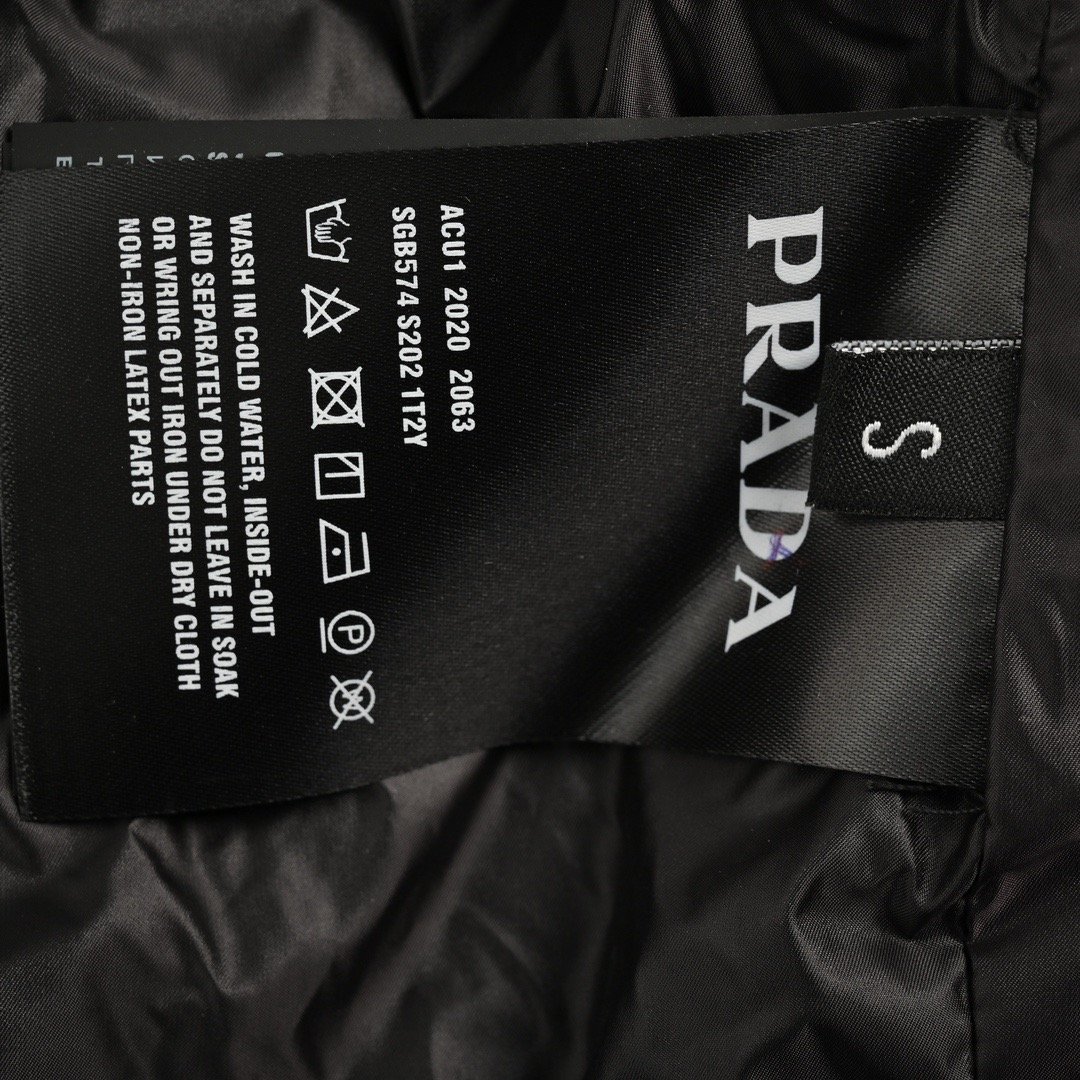 PRADA
S
ACU1 2020 2063
SGB574 S202 1T2Y
P
WASH IN COLD WATER, INSIDE-OUT
AND SEPARATELY DO NOT LEAVE IN SOAK
OR WRING OUT IRON UNDER DRY CLOTH
NON-IRON LATEX PARTS